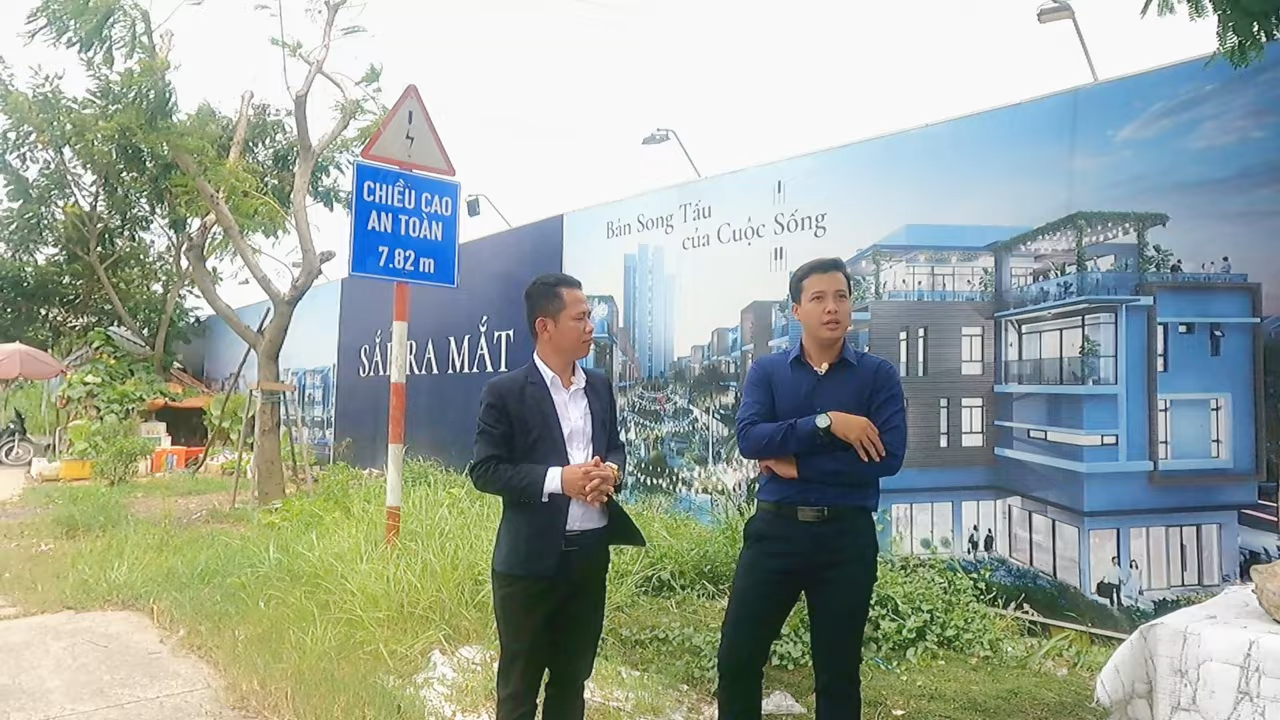 CHIỀU CAO
AN TOÀN
7.82 m
SẮP RA MẮT
Bản Song Tấu
của Cuộc Sống